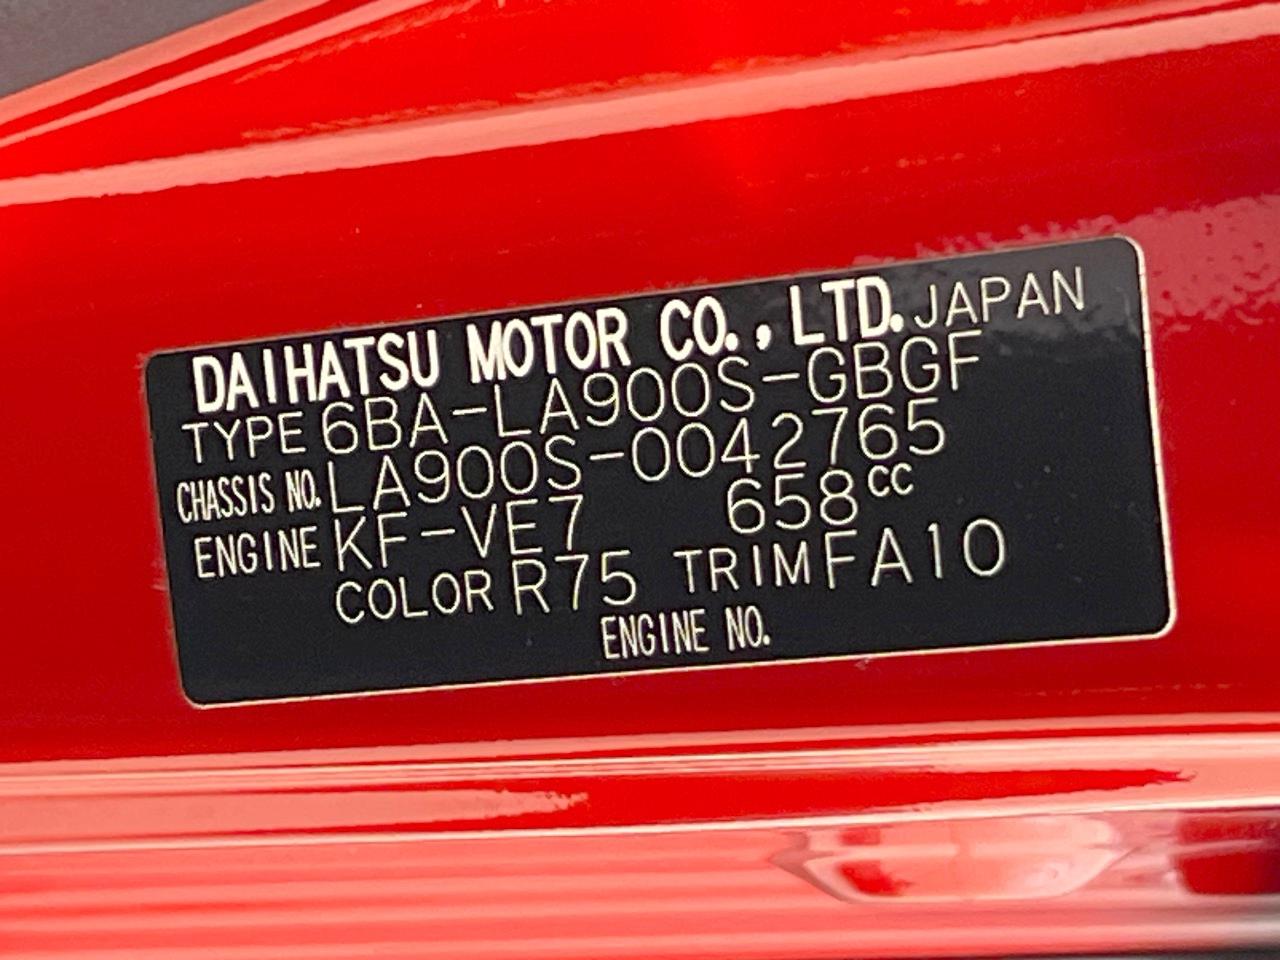 DAIHATSU MOTOR CO., LTD. JAPAN
TYPE 6BA-LA900S-GBGF
CHASSIS NO. LA900S-0042765
ENGINE KF-VE7 658cc
COLOR R75 TRIM FA10
ENGINE NO.